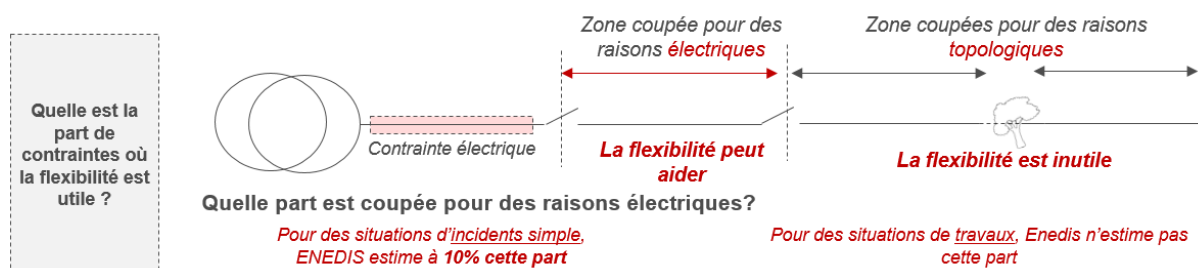 Quelle est la
part de
contraintes où
la flexibilité est
utile ?
Zone coupée pour des
raisons électriques
Zone coupées pour des raisons
topologiques
Contrainte électrique
La flexibilité peut
aider
La flexibilité est inutile
Quelle part est coupée pour des raisons électriques?
Pour des situations d'incidents simple,
ENEDIS estime à 10% cette part
Pour des situations de travaux, Enedis n'estime pas
cette part